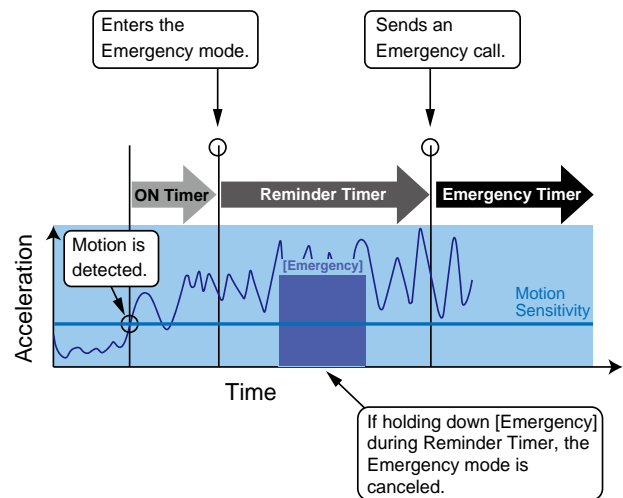 Enters the
Emergency mode.
Sends an
Emergency call.
ON Timer
Reminder Timer
Emergency Timer
Motion is
detected.
[Emergency]
Motion
Sensitivity
Acceleration
Time
If holding down [Emergency]
during Reminder Timer, the
Emergency mode is
canceled.